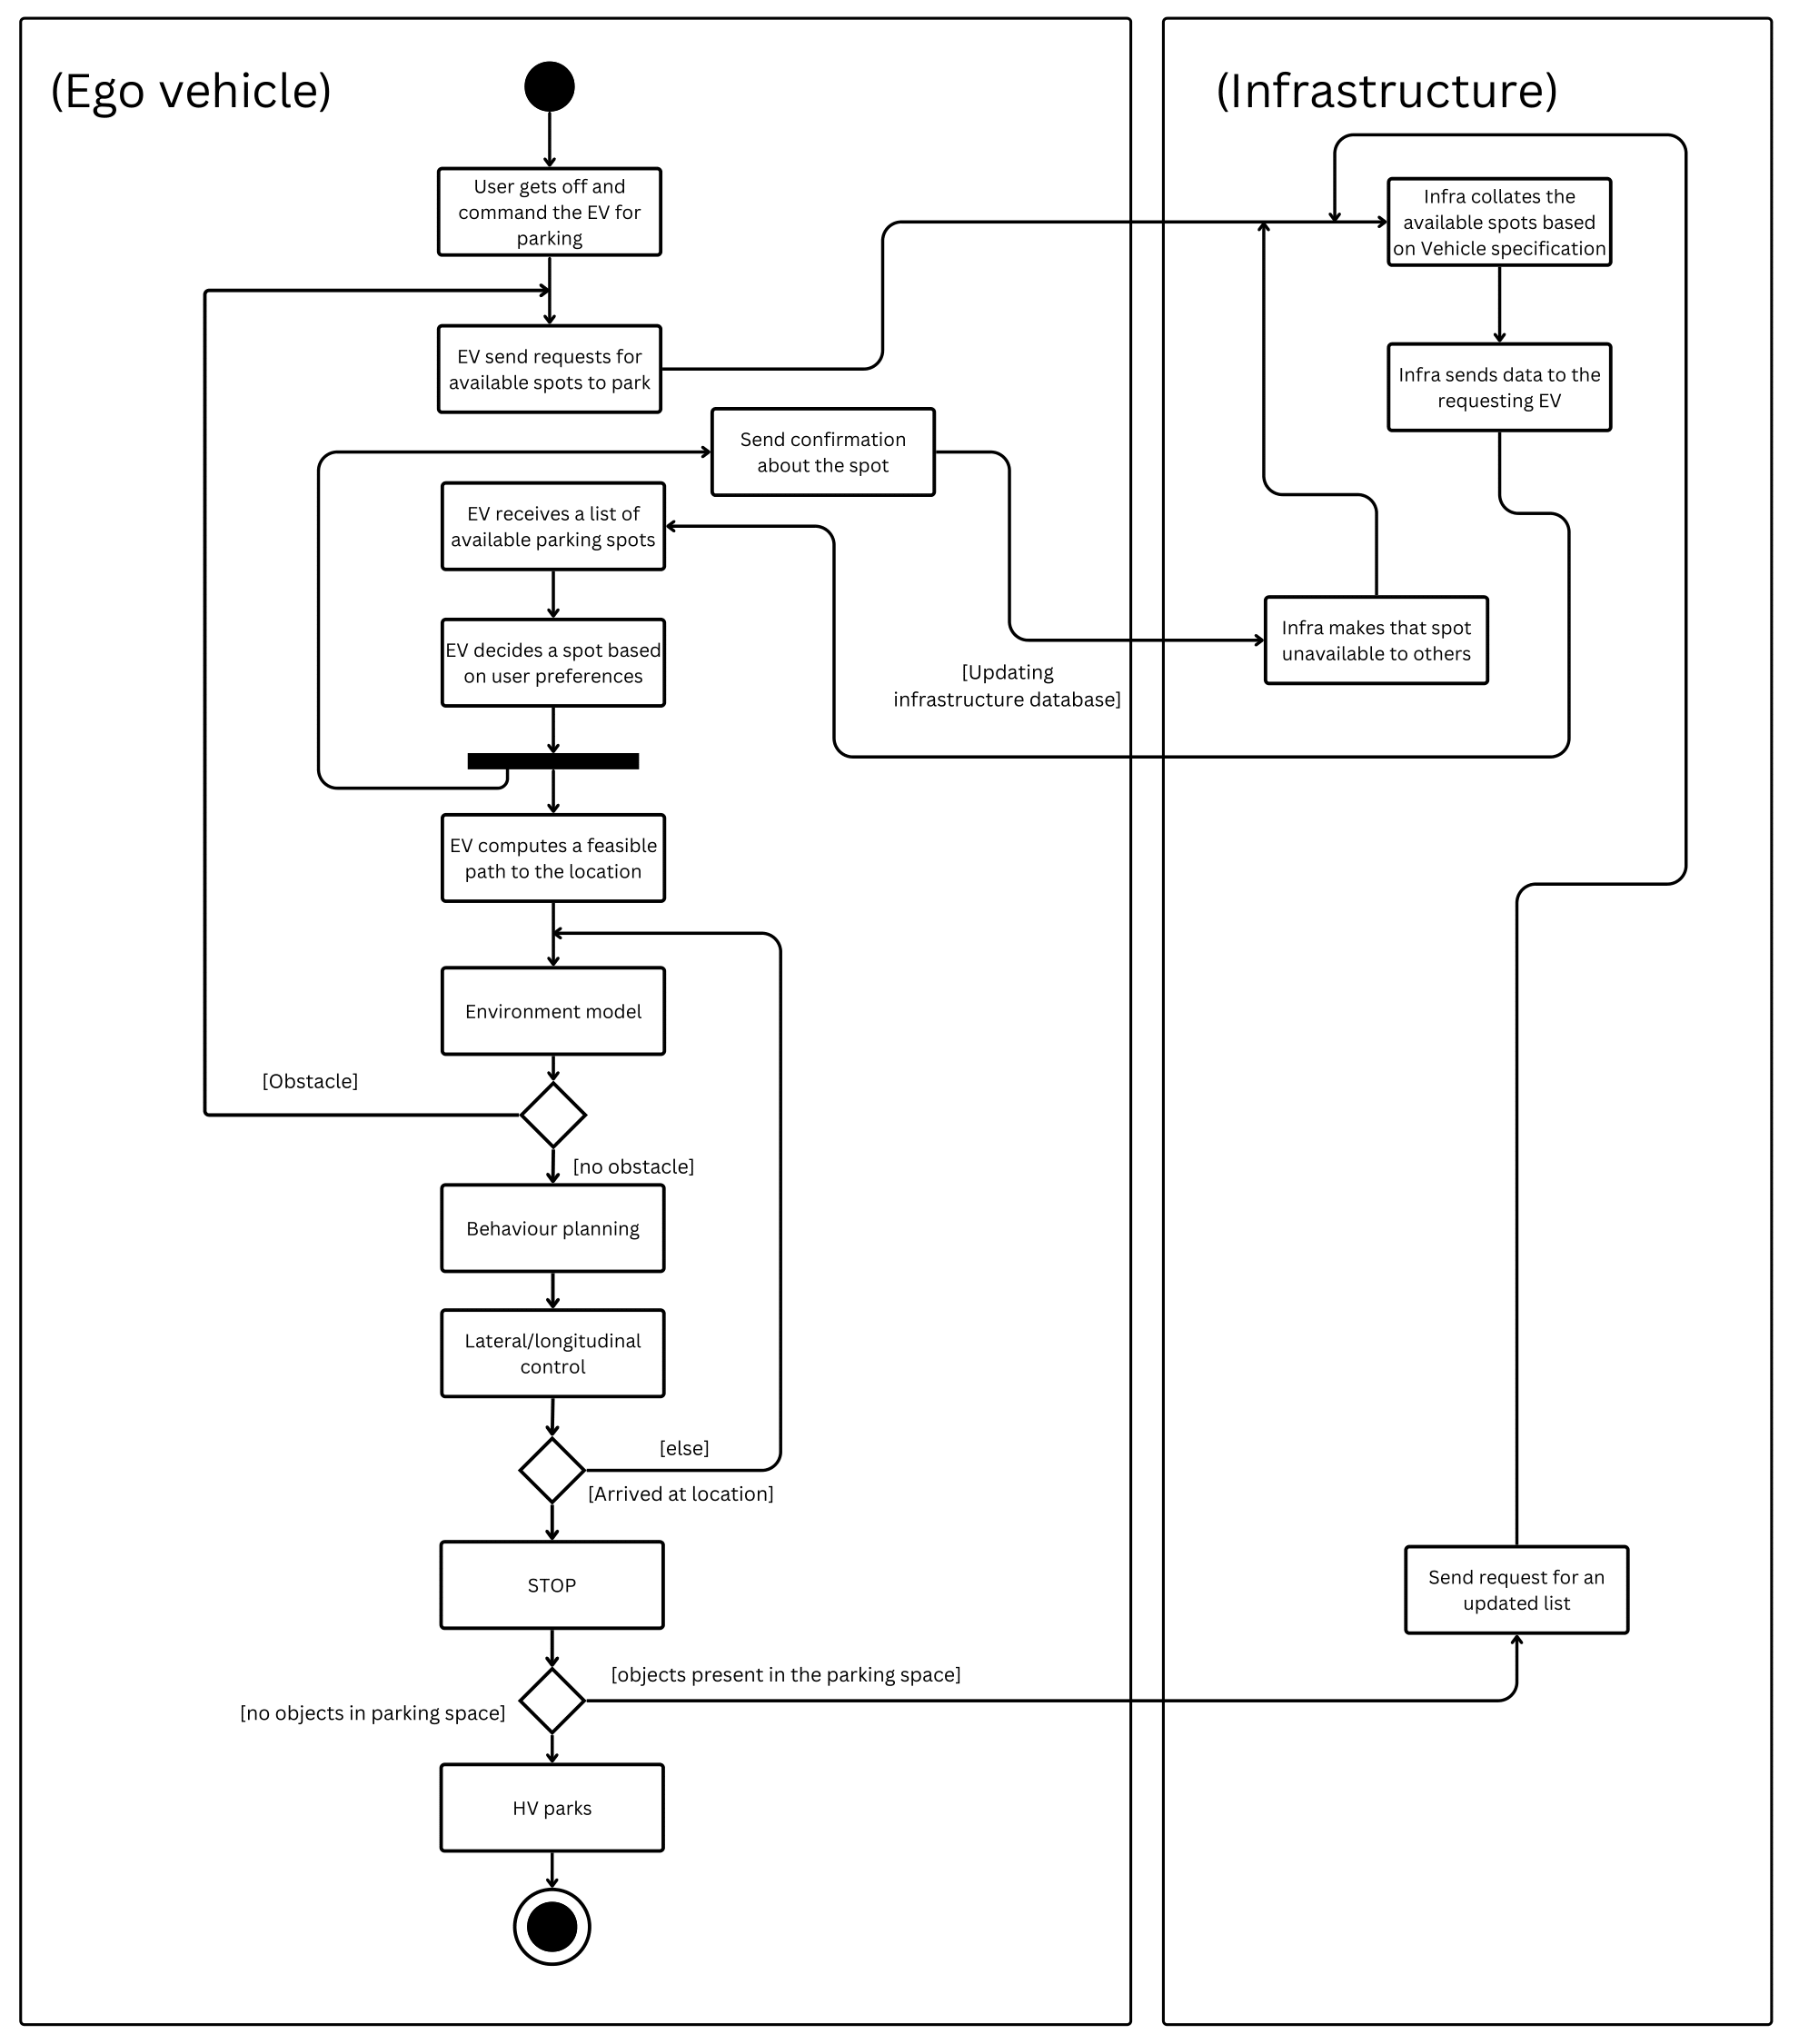 (Ego vehicle)
(Infrastructure)
User gets off and
command the EV for
parking
Infra collates the
available spots based
on Vehicle specification
EV send requests for
available spots to park
Infra sends data to the
requesting EV
Send confirmation
about the spot
EV receives a list of
available parking spots
EV decides a spot based
on user preferences
Infra makes that spot
unavailable to others
[Updating
infrastructure database]
EV computes a feasible
path to the location
Environment model
[Obstacle]
[no obstacle]
Behaviour planning
Lateral/longitudinal
control
[else]
[Arrived at location]
STOP
Send request for an
updated list
[objects present in the parking space]
[no objects in parking space]
HV parks